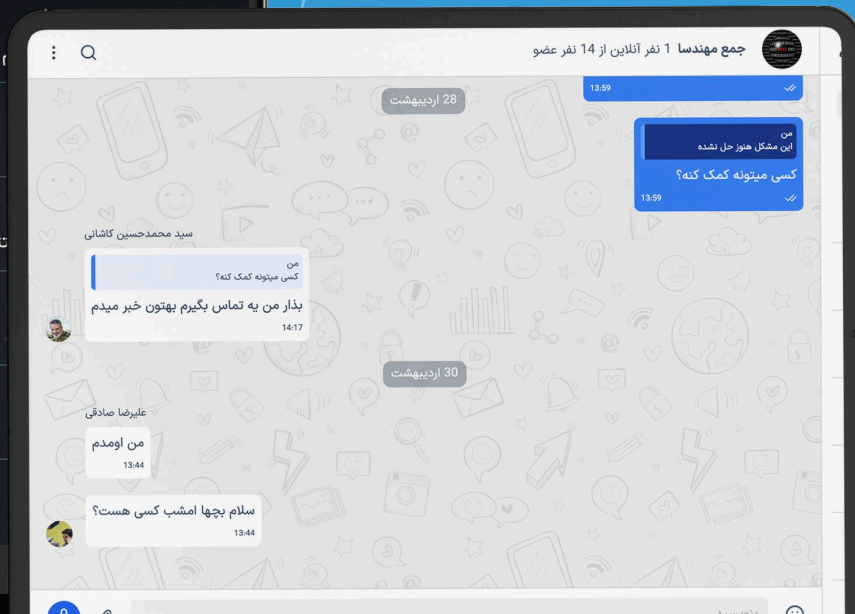 جمع مهندسا 1 نفر آنلاین از 14 نفر عضو
13:59
28 اردیبهشت
من
این مشکل هنوز حل نشده
کسی میتونه کمک کنه؟
13:59
سید محمدحسین کاشانی
من
کسی میتونه کمک کنه؟
بذار من یه تماس بگیرم بهتون خبر میدم
14:17
30 اردیبهشت
علیرضا صادقی
من اومدم
13:44
سلام بچها امشب کسی هست؟
13:44